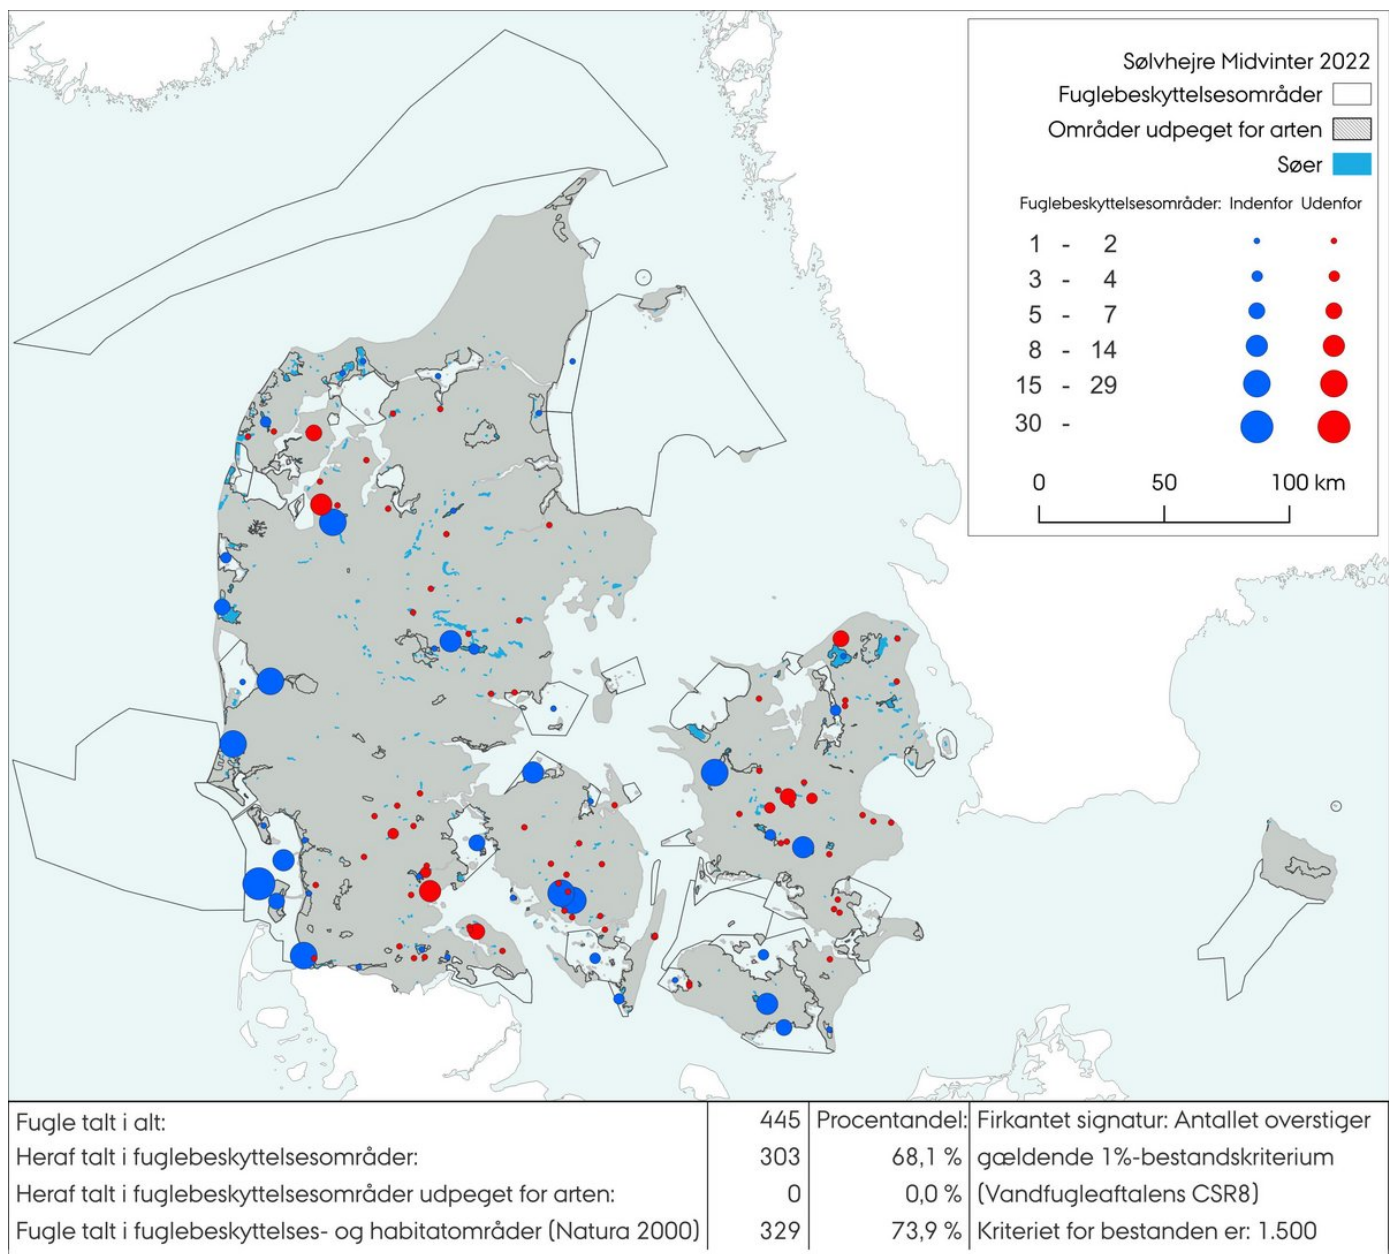 Sølvhejre Midvinter 2022
Fuglebeskyttelsesområder
Områder udpeget for arten
Søer
Fuglebeskyttelsesområder: Indenfor Udenfor
1 - 2
3 - 4
5 - 7
8 - 14
15 - 29
30 -
0 50 100 km
Fugle talt i alt: 445 Procentandel: Firkantet signatur: Antallet overstiger
Heraf talt i fuglebeskyttelsesområder: 303 68,1 % gældende 1%-bestandskriterium
Heraf talt i fuglebeskyttelsesområder udpeget for arten: 0 0,0 % (Vandfugleaftalens CSR8)
Fugle talt i fuglebeskyttelses- og habitatområder (Natura 2000) 329 73,9 % Kriteriet for bestanden er: 1.500